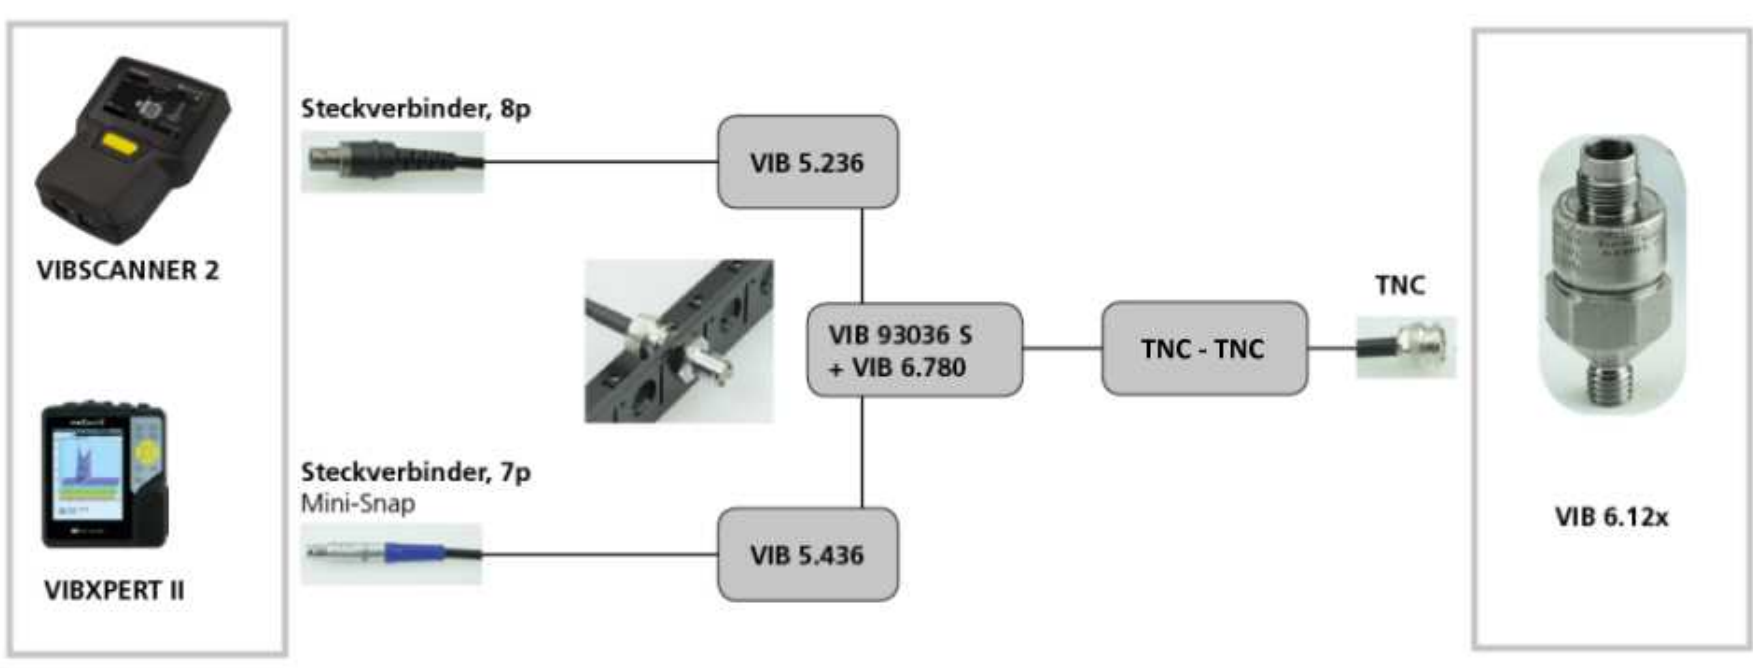 Steckverbinder, 8p
VIB 5.236
VIBSCANNER 2
TNC
VIB 93036 S
+ VIB 6.780
TNC - TNC
Steckverbinder, 7p
Mini-Snap
VIB 5.436
VIB 6.12x
VIBXPERT II